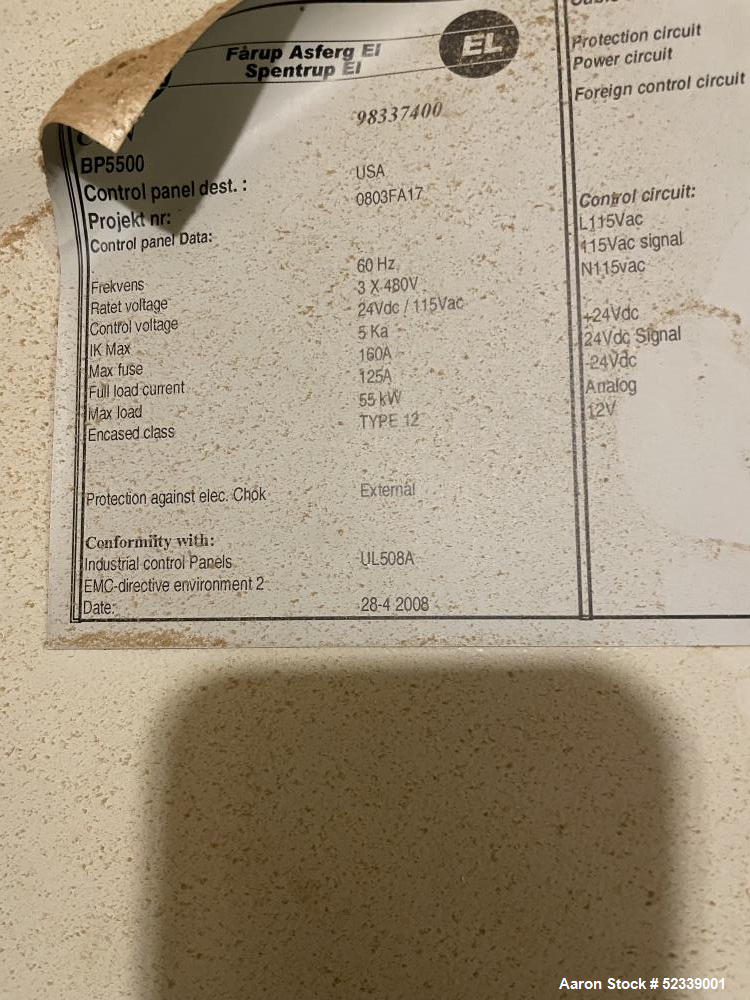 Fårup Asferg El
Spentrup El
EL
98337400
BP5500
Control panel dest. :
USA
Projekt nr:
0803FA17
Control panel Data:
Frekvens
60 Hz
Ratet voltage
3 X 480V
Control voltage
24Vdc / 115Vac
IK Max
5 Ka
Max fuse
160A
Full load current
125A
Max load
55 kW
Encased class
TYPE 12
Protection against elec. Chok
External
Conformiity with:
Industrial control Panels
UL508A
EMC-directive environment 2
Date:
28-4 2008
Protection circuit
Power circuit
Foreign control circuit
Control circuit:
L115Vac
115Vac signal
N115vac
+24Vdc
24Vdc Signal
-24Vdc
Analog
12V
Aaron Stock # 52339001